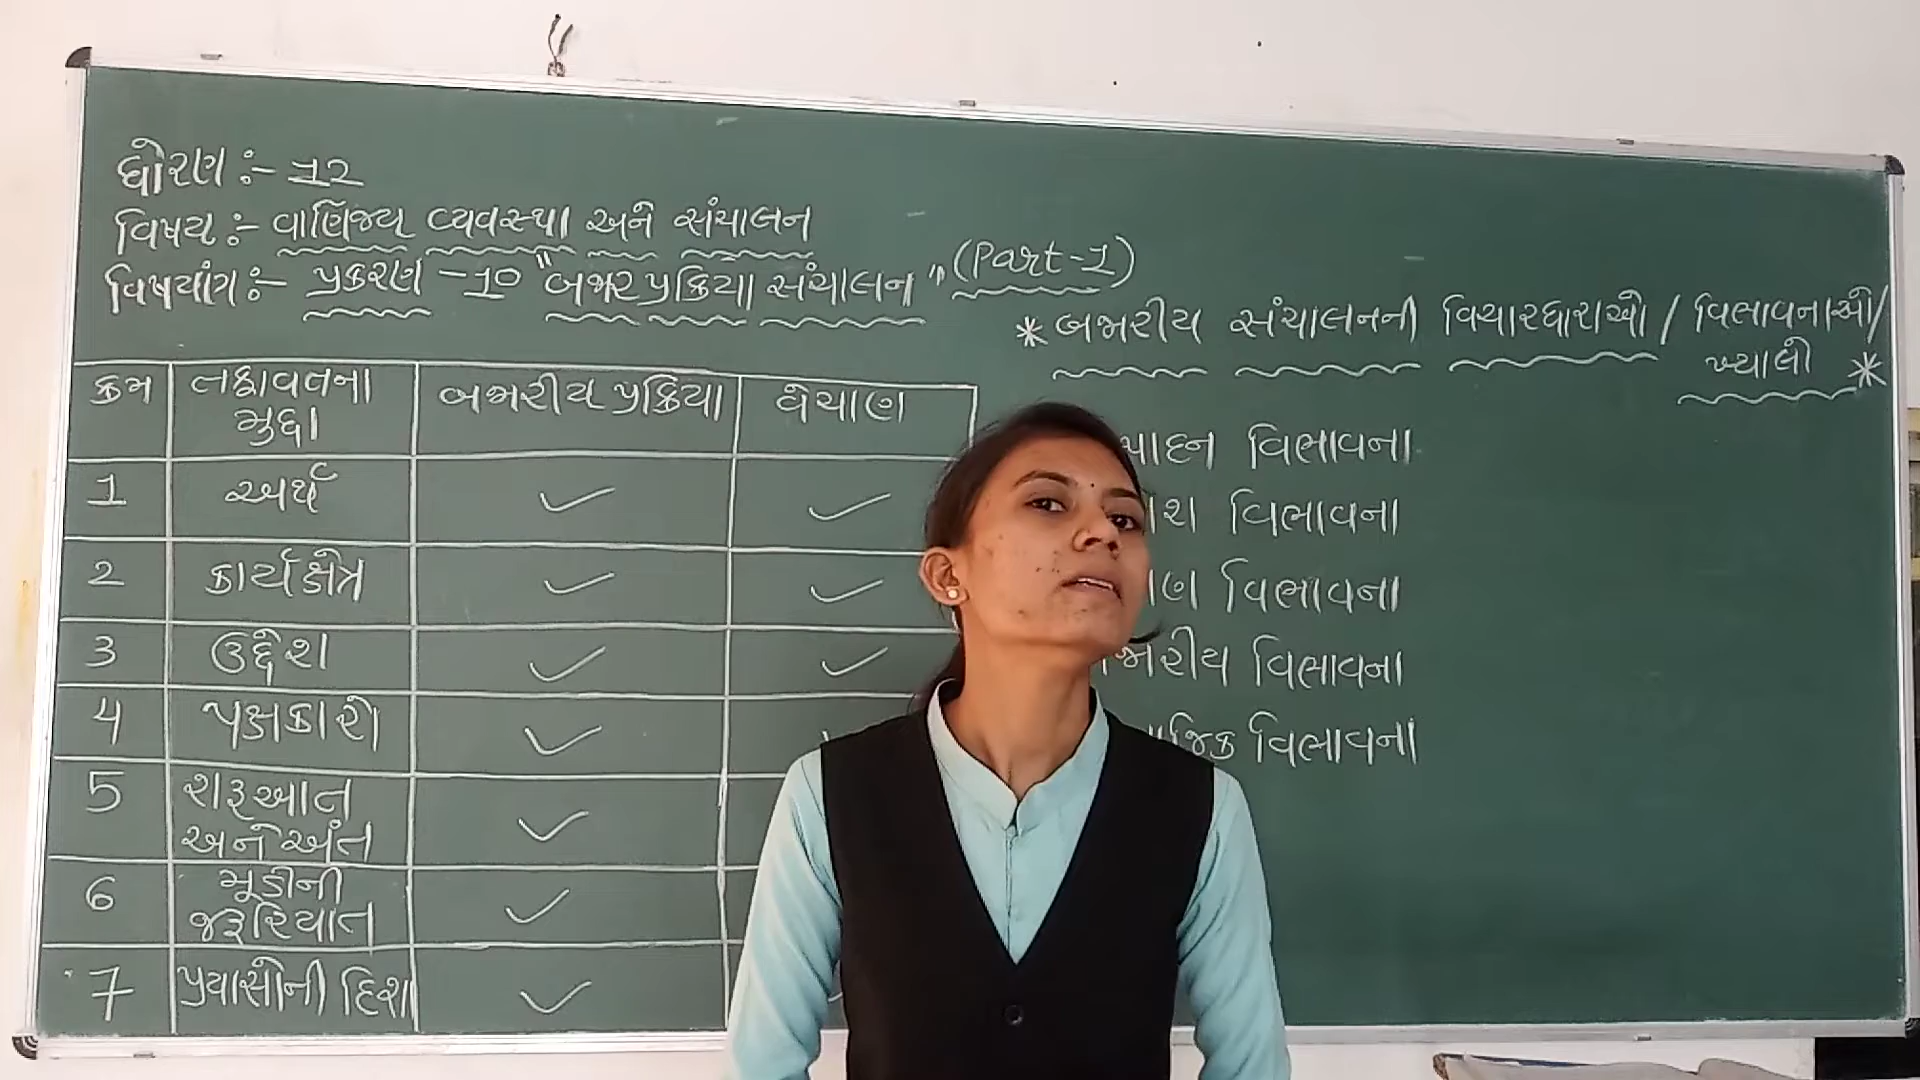 ધોરણ :- 12
વિષય :- વાણિજ્ય વ્યવસ્થા અને સંચાલન
વિષયાંગ :- પ્રકરણ -10 "બજાર પ્રક્રિયા સંચાલન" (Part-1)
* બજારીય સંચાલનની વિચારધારાઓ / વિભાવનાઓ/
ખ્યાલો *
ક્રમ તફાવતના બજારીય પ્રક્રિયા વેચાણ
મુદ્દા
1 અર્થ ✓ ✓
2 કાર્યક્ષેત્ર ✓ ✓
3 ઉદ્દેશ ✓ ✓
4 પક્ષકારો ✓
5 શરૂઆત ✓
અને અંત
6 મૂડીની ✓
જરૂરિયાત
7 પ્રયાસોની દિશા ✓
વિભાવના
વિભાવના
વિભાવના
વિભાવના
વિભાવના